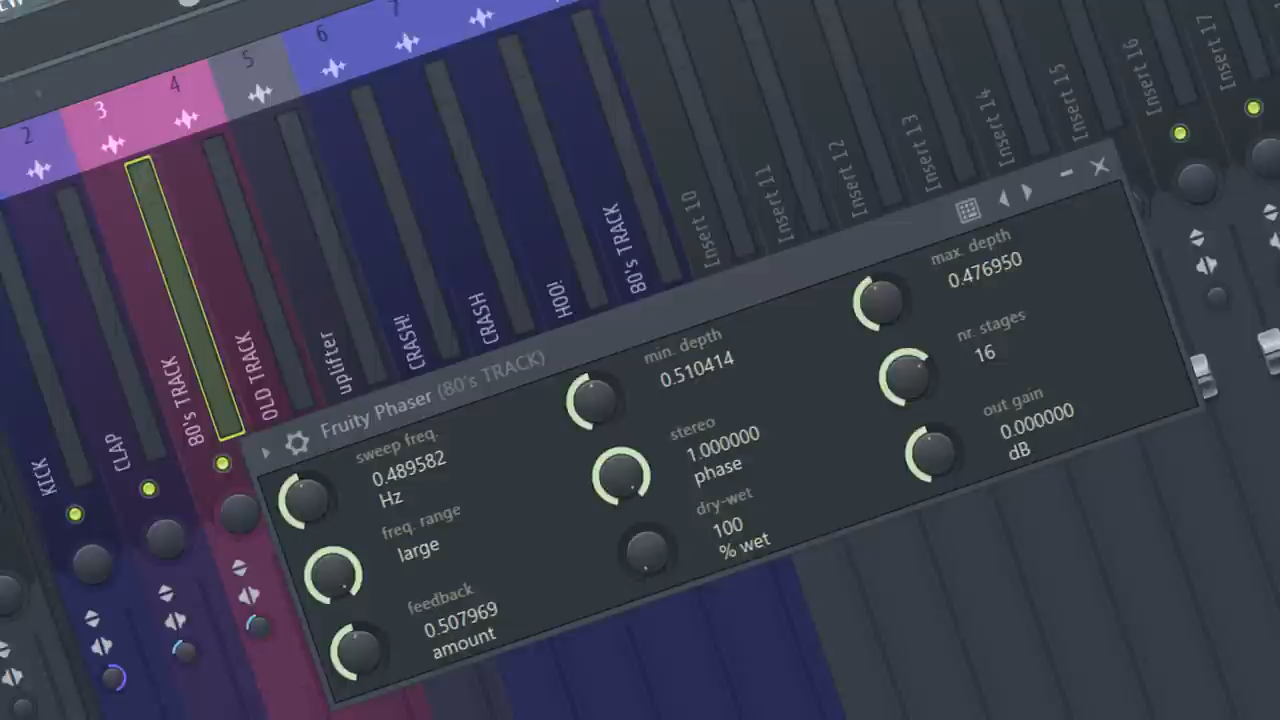 2
3
4
5
6
7
KICK
CLAP
80's TRACK
OLD TRACK
uplifter
CRASH!
CRASH
HOO!
80's TRACK
Insert 10
Insert 11
Insert 12
Insert 13
Insert 14
Insert 15
Insert 16
Insert 17
Fruity Phaser (80's TRACK)
sweep freq.
0.489582
Hz
freq. range
large
feedback
0.507969
amount
min. depth
0.510414
stereo
1.000000
phase
dry-wet
100
% wet
max. depth
0.476950
nr. stages
16
out gain
0.000000
dB